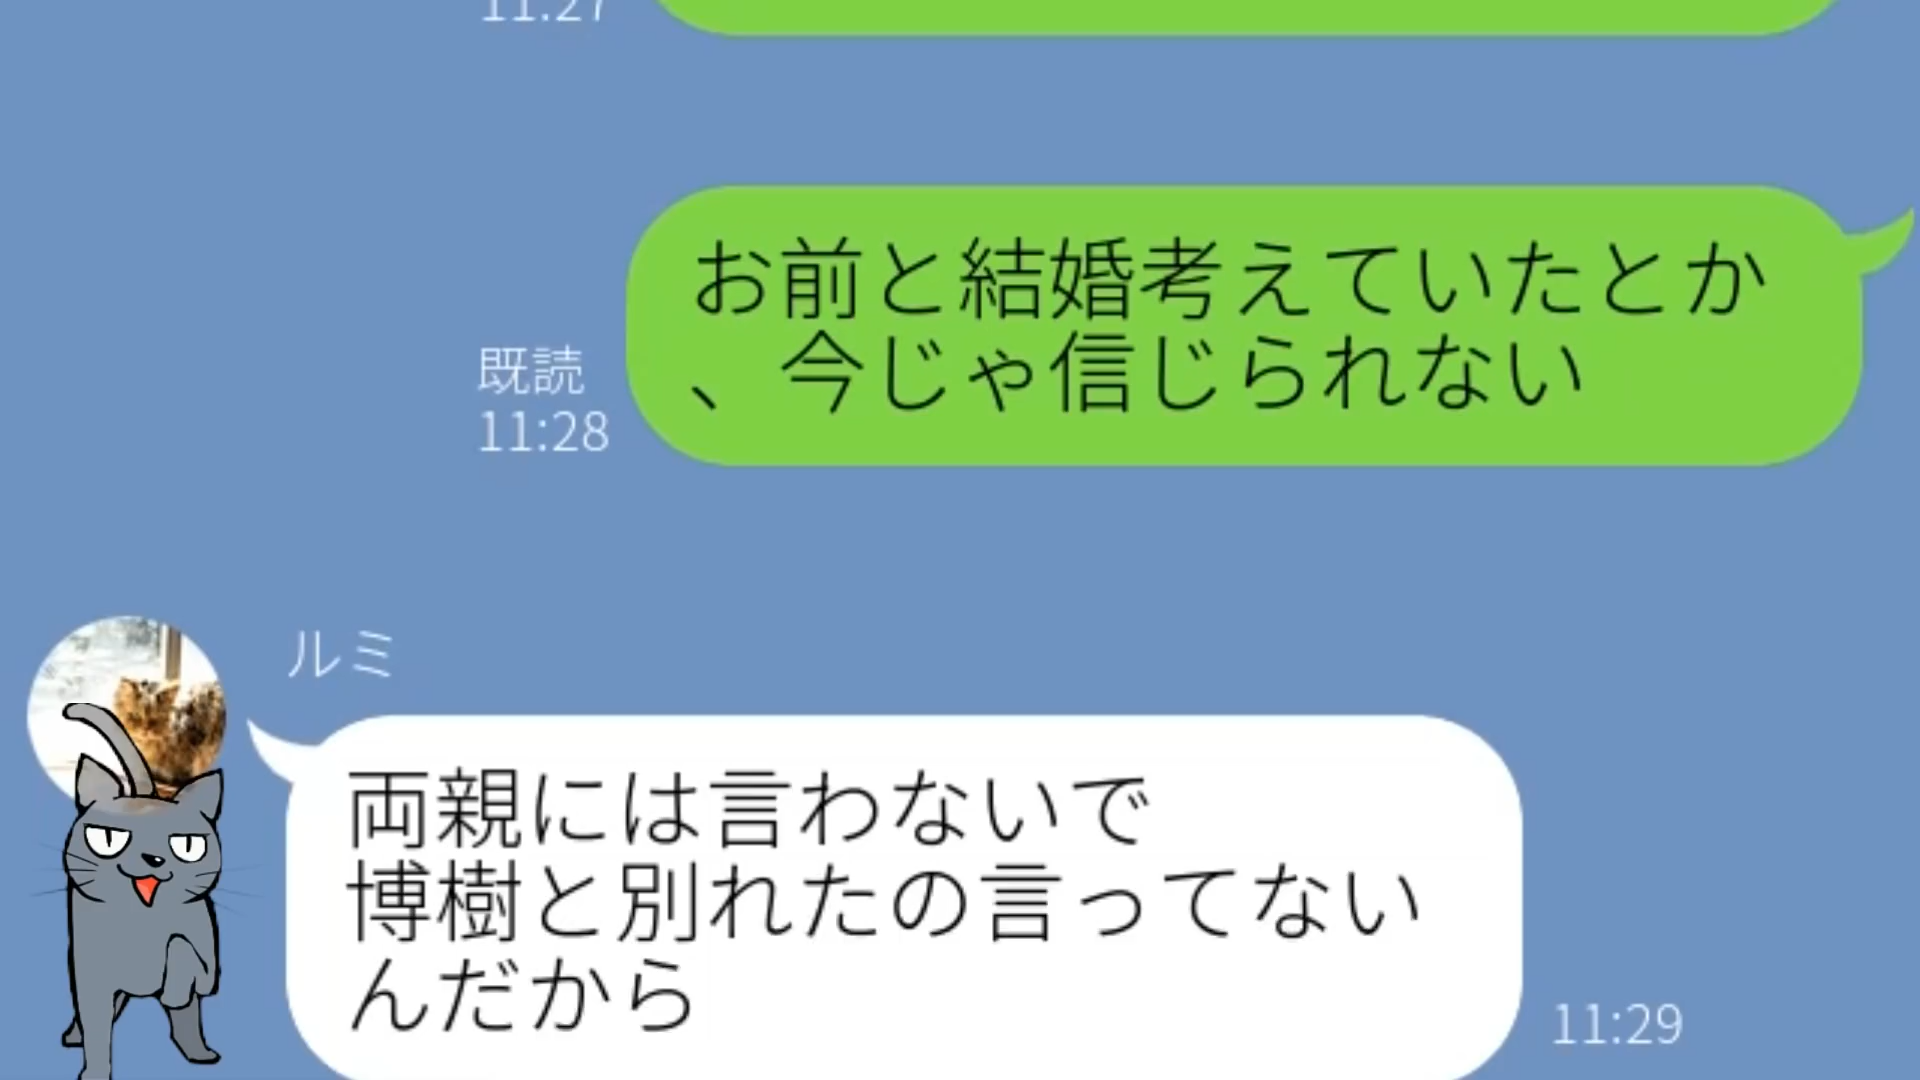 11:27
お前と結婚考えていたとか
、今じゃ信じられない
既読
11:28
ルミ
両親には言わないで
博樹と別れたの言ってない
んだから
11:29